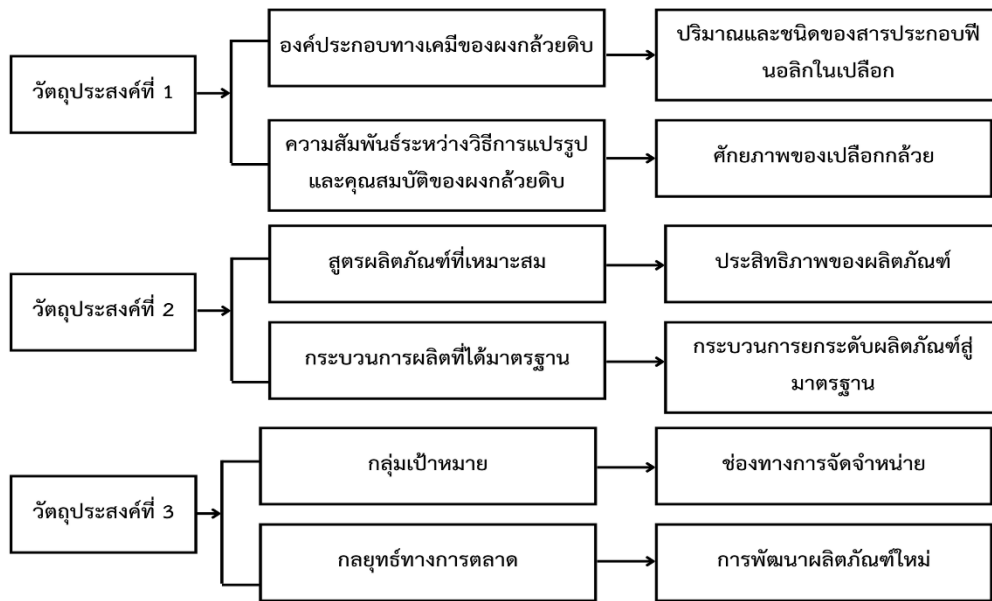 วัตถุประสงค์ที่ 1
องค์ประกอบทางเคมีของผงกล้วยดิบ
ปริมาณและชนิดของสารประกอบฟี
นอลิกในเปลือก
ความสัมพันธ์ระหว่างวิธีการแปรรูป
และคุณสมบัติของผงกล้วยดิบ
ศักยภาพของเปลือกกล้วย
วัตถุประสงค์ที่ 2
สูตรผลิตภัณฑ์ที่เหมาะสม
ประสิทธิภาพของผลิตภัณฑ์
กระบวนการผลิตที่ได้มาตรฐาน
กระบวนการยกระดับผลิตภัณฑ์สู่
มาตรฐาน
วัตถุประสงค์ที่ 3
กลุ่มเป้าหมาย
ช่องทางการจัดจำหน่าย
กลยุทธ์ทางการตลาด
การพัฒนาผลิตภัณฑ์ใหม่